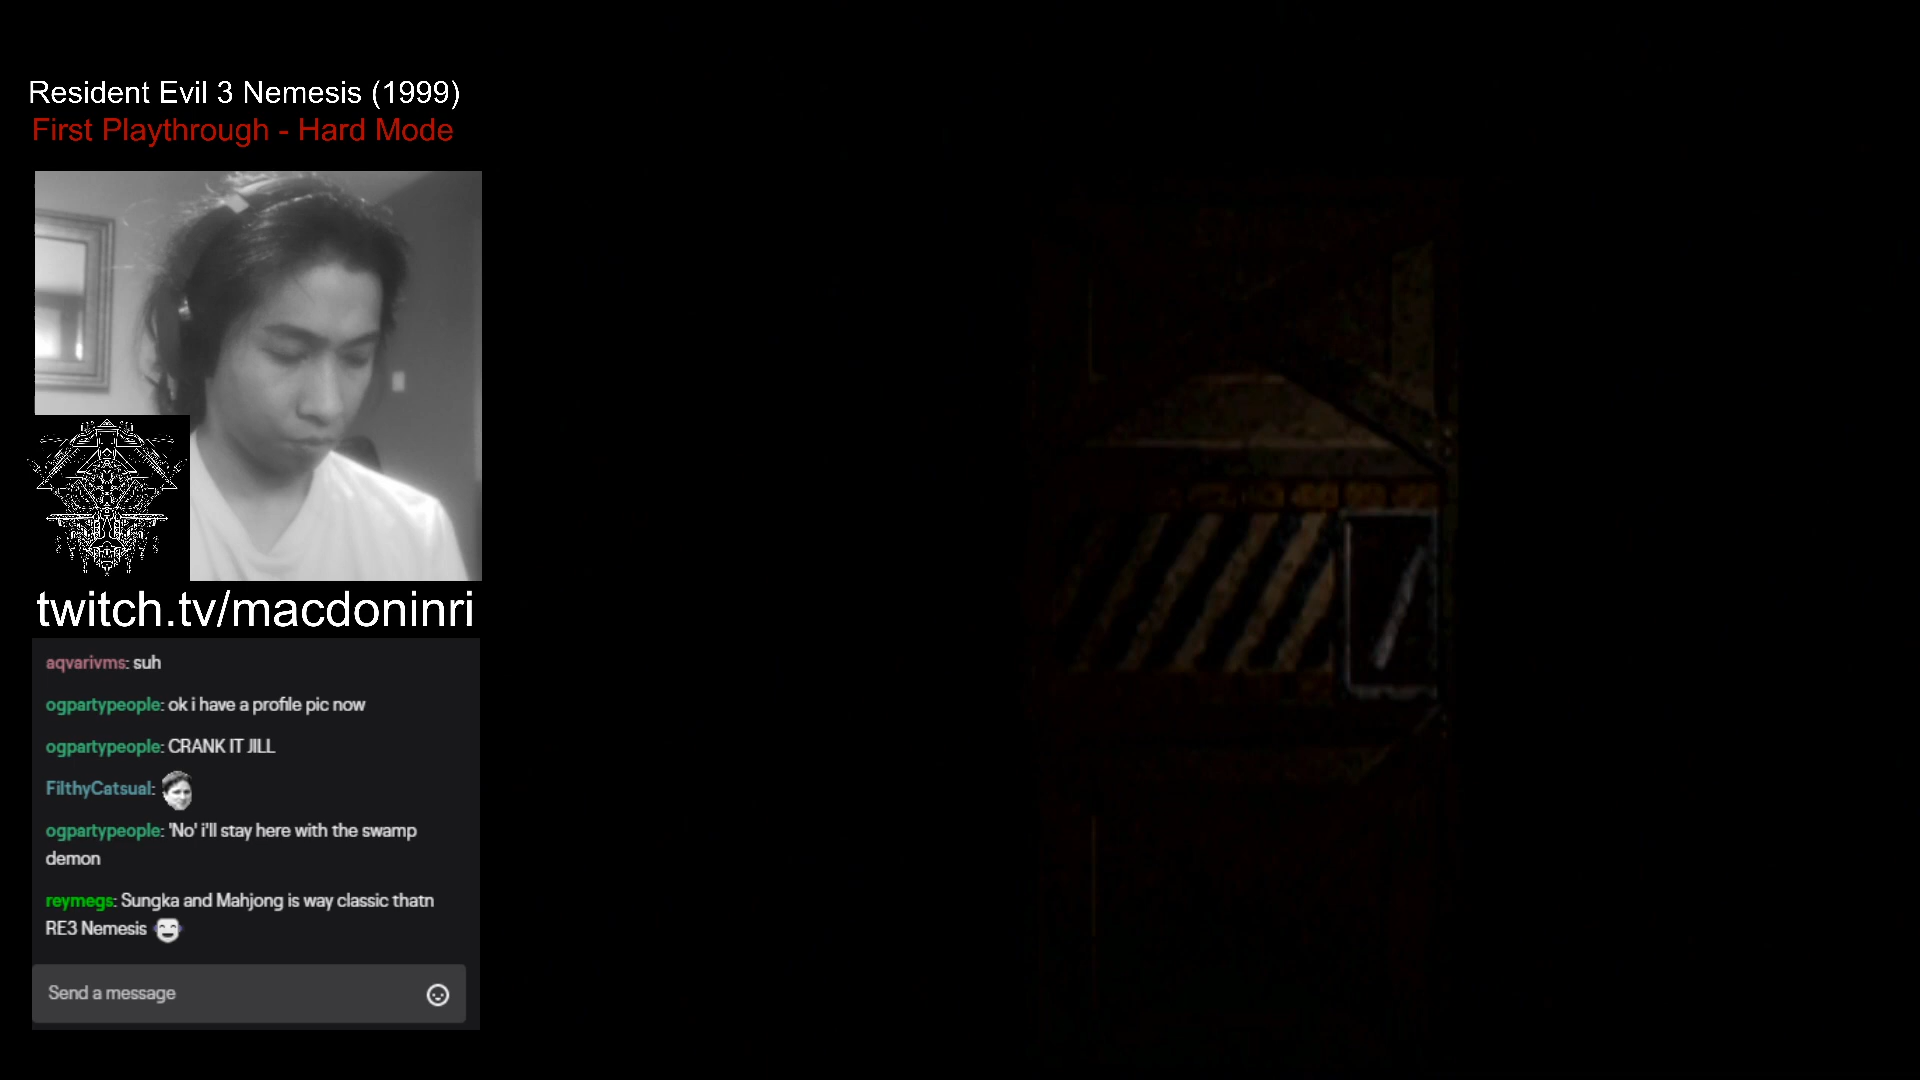 Resident Evil 3 Nemesis (1999)
First Playthrough - Hard Mode
twitch.tv/macdoninri
aqvarivms: suh
ogpartypeople: ok i have a profile pic now
ogpartypeople: CRANK IT JILL
FilthyCatsual:
ogpartypeople: 'No' i'll stay here with the swamp
demon
reymegs: Sungka and Mahjong is way classic thatn
RE3 Nemesis
Send a message